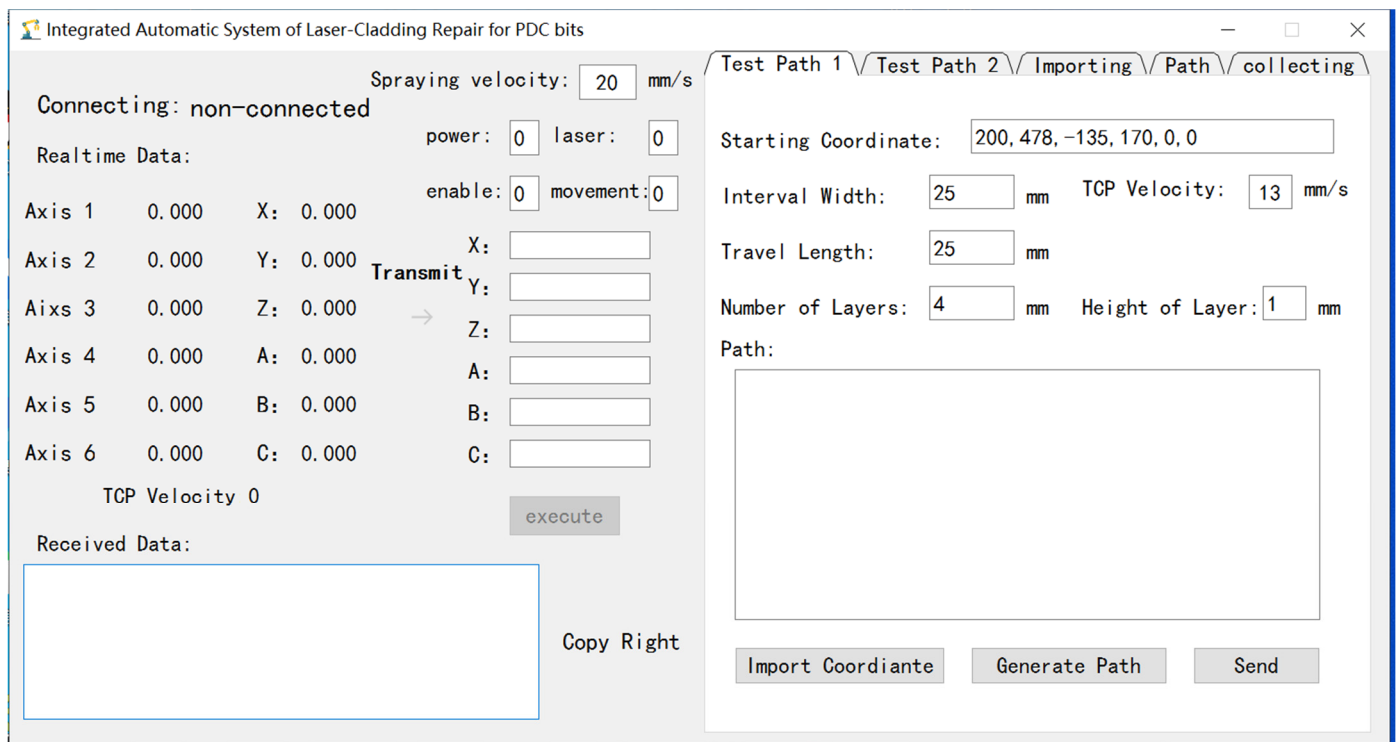 Integrated Automatic System of Laser-Cladding Repair for PDC bits
Connecting: non-connected
Realtime Data:
Axis 1 0.000 X: 0.000
Axis 2 0.000 Y: 0.000
Aixs 3 0.000 Z: 0.000
Axis 4 0.000 A: 0.000
Axis 5 0.000 B: 0.000
Axis 6 0.000 C: 0.000
TCP Velocity 0
Received Data:
Spraying velocity: 20 mm/s
power: 0 laser: 0
enable: 0 movement: 0
Transmit
→
X:
Y:
Z:
A:
B:
C:
execute
Copy Right
Test Path 1 Test Path 2 Importing Path collecting
Starting Coordinate: 200,478,-135,170,0,0
Interval Width: 25 mm TCP Velocity: 13 mm/s
Travel Length: 25 mm
Number of Layers: 4 mm Height of Layer: 1 mm
Path:
Import Coordiante Generate Path Send